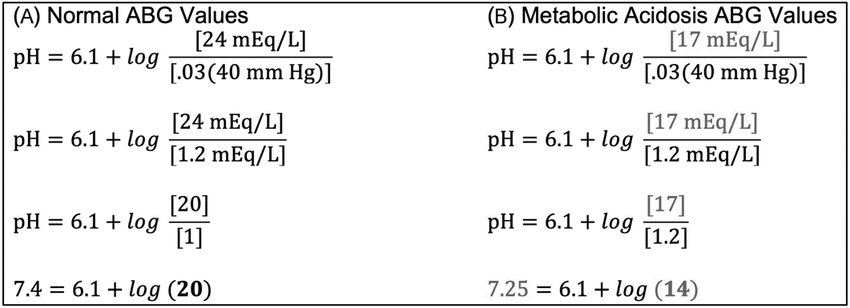 (A) Normal ABG Values
pH = 6.1 + log [24 mEq/L] / [.03(40 mm Hg)]
pH = 6.1 + log [24 mEq/L] / [1.2 mEq/L]
pH = 6.1 + log [20] / [1]
7.4 = 6.1 + log (20)
(B) Metabolic Acidosis ABG Values
pH = 6.1 + log [17 mEq/L] / [.03(40 mm Hg)]
pH = 6.1 + log [17 mEq/L] / [1.2 mEq/L]
pH = 6.1 + log [17] / [1.2]
7.25 = 6.1 + log (14)